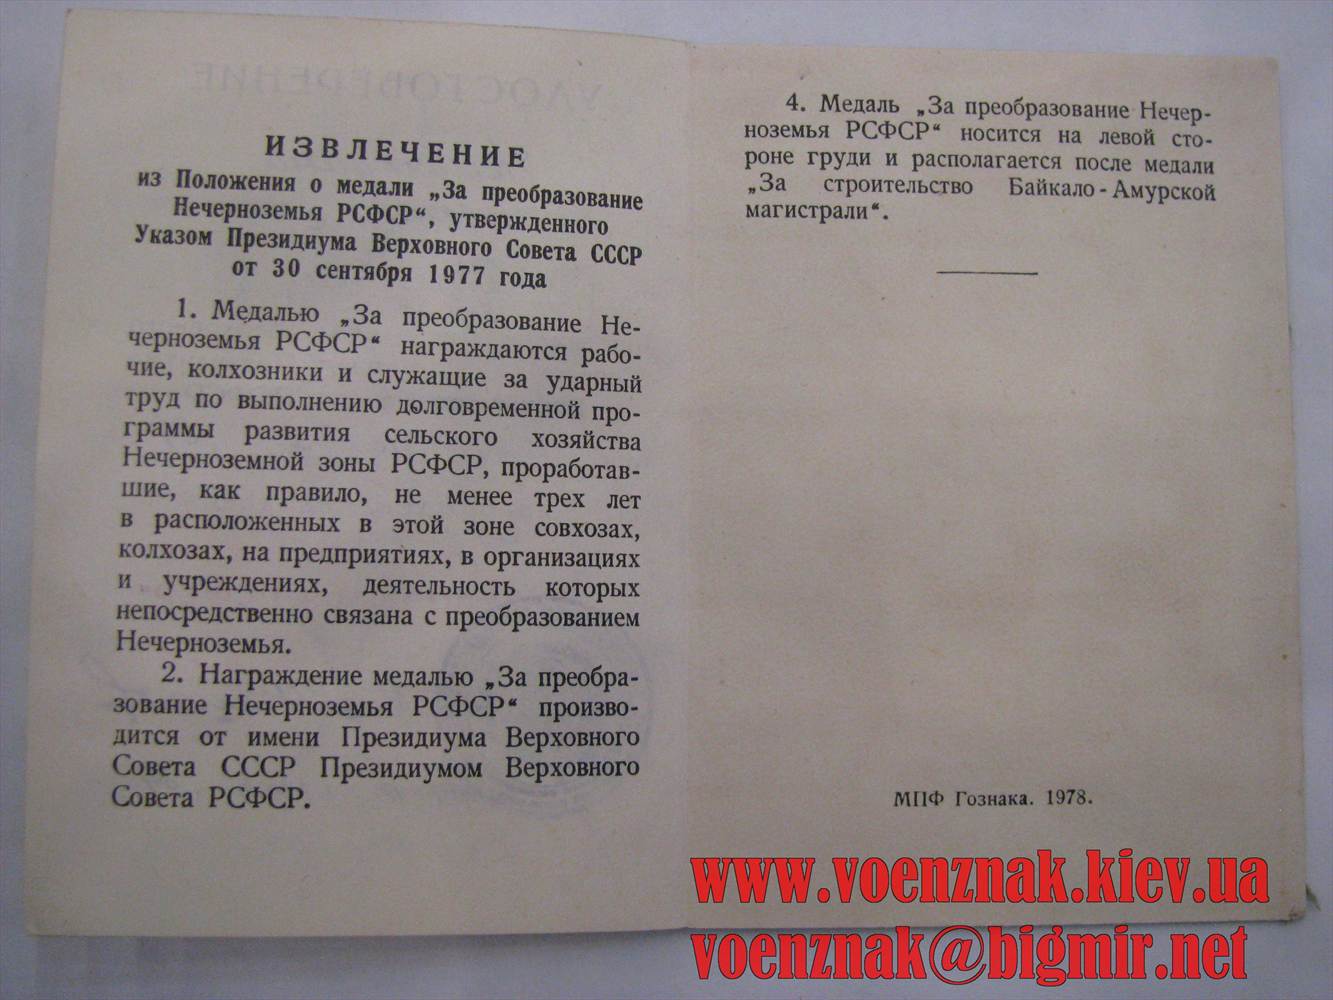 ИЗВЛЕЧЕНИЕ
из Положения о медали „За преобразование
Нечерноземья РСФСР“, утвержденного
Указом Президиума Верховного Совета СССР
от 30 сентября 1977 года
1. Медалью „За преобразование Не-
черноземья РСФСР“ награждаются рабо-
чие, колхозники и служащие за ударный
труд по выполнению долговременной про-
граммы развития сельского хозяйства
Нечерноземной зоны РСФСР, проработав-
шие, как правило, не менее трех лет
в расположенных в этой зоне совхозах,
колхозах, на предприятиях, в организациях
и учреждениях, деятельность которых
непосредственно связана с преобразованием
Нечерноземья.
2. Награждение медалью „За преобра-
зование Нечерноземья РСФСР“ произво-
дится от имени Президиума Верховного
Совета СССР Президиумом Верховного
Совета РСФСР.
4. Медаль „За преобразование Нечер-
ноземья РСФСР“ носится на левой сто-
роне груди и располагается после медали
„За строительство Байкало-Амурской
магистрали“.
МПФ Гознака. 1978.
www.voenznak.kiev.ua
voenznak@bigmir.net
УДОСТОВЕРЕНИЕ